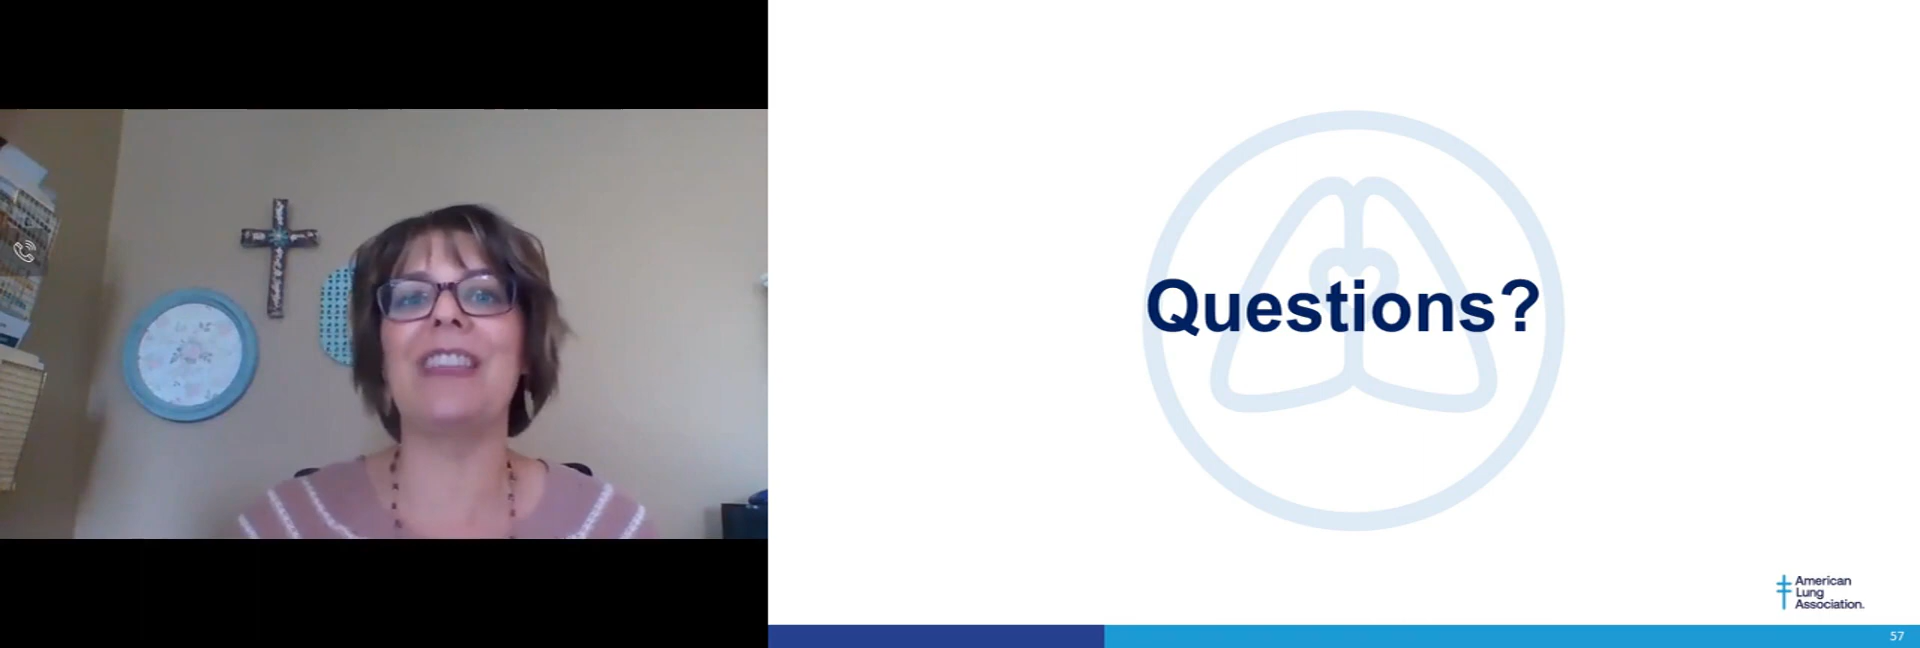 Questions?
American
Lung
Association.
57